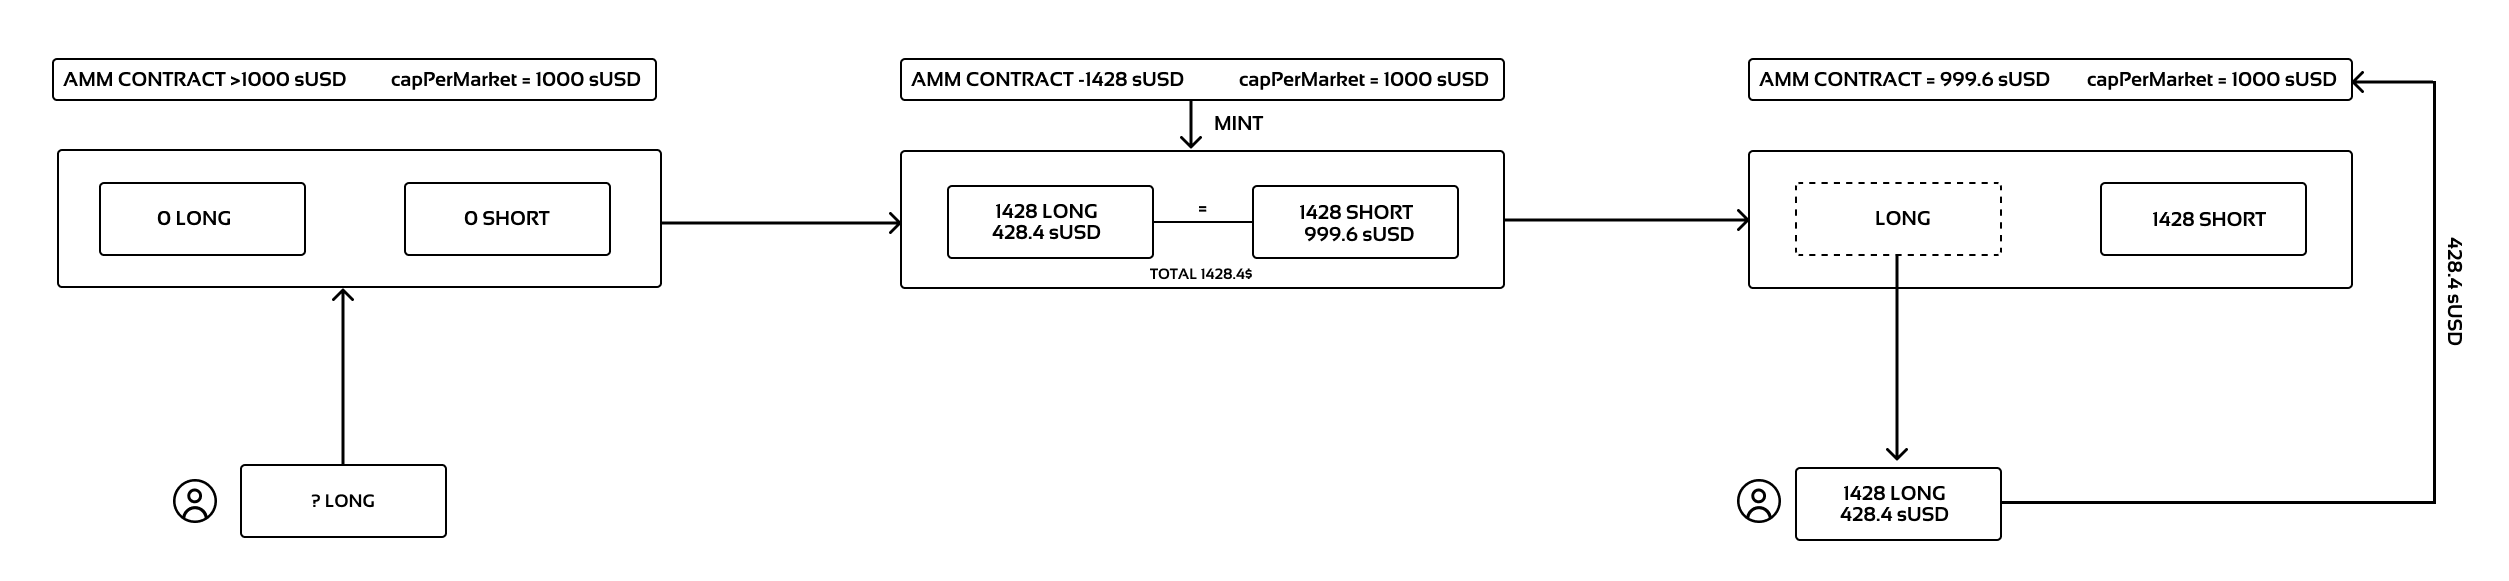 AMM CONTRACT >1000 sUSD capPerMarket = 1000 sUSD
0 LONG
0 SHORT
? LONG
AMM CONTRACT -1428 sUSD capPerMarket = 1000 sUSD
MINT
1428 LONG
428.4 sUSD
=
1428 SHORT
999.6 sUSD
TOTAL 1428.4$
AMM CONTRACT = 999.6 sUSD capPerMarket = 1000 sUSD
LONG
1428 SHORT
1428 LONG
428.4 sUSD
428.4 sUSD